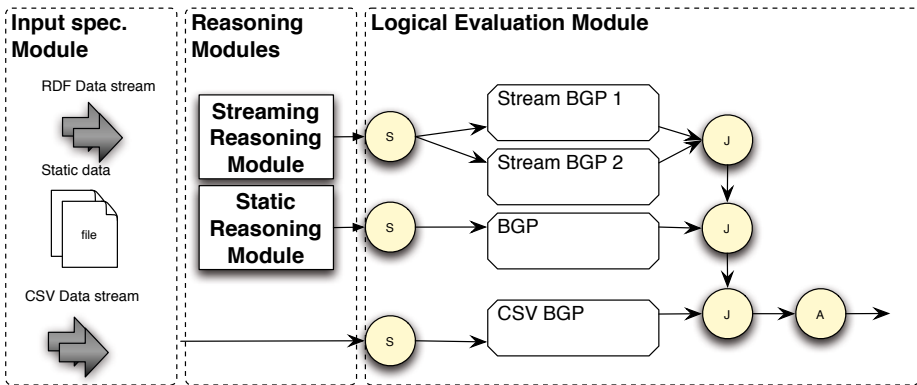 Input spec.
Module
Reasoning
Modules
Logical Evaluation Module
RDF Data stream
Static data
file
CSV Data stream
Streaming
Reasoning
Module
Static
Reasoning
Module
S
Stream BGP 1
Stream BGP 2
J
S
BGP
J
S
CSV BGP
J
A